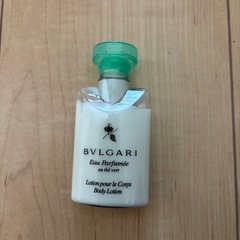 BVLGARI
Eau Parfumée
au thé vert
Lotion pour le Corps
Body Lotion